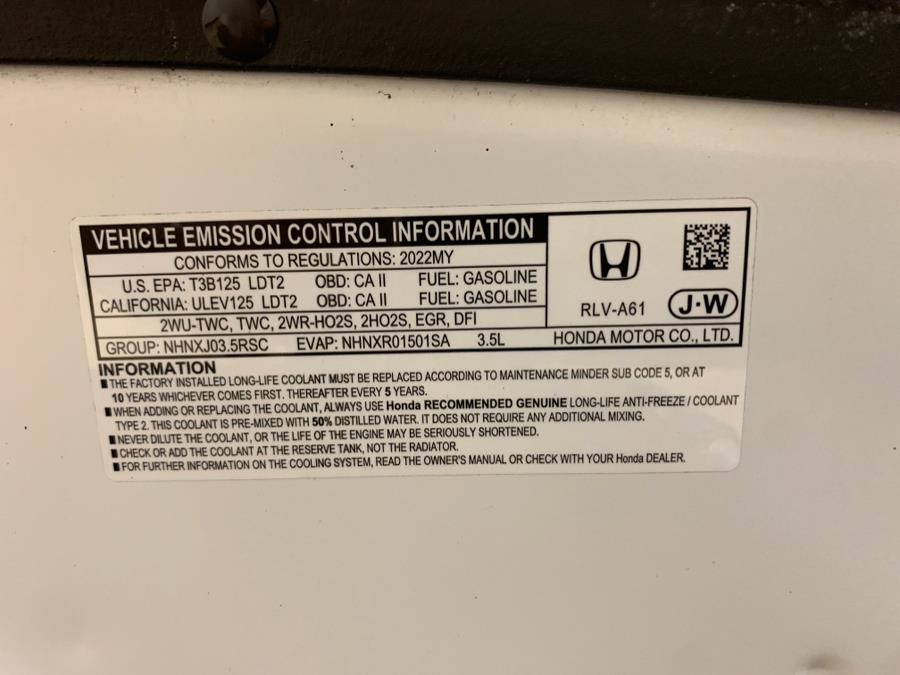 VEHICLE EMISSION CONTROL INFORMATION
CONFORMS TO REGULATIONS: 2022MY
U.S. EPA: T3B125 LDT2 OBD: CA II FUEL: GASOLINE
CALIFORNIA: ULEV125 LDT2 OBD: CA II FUEL: GASOLINE
2WU-TWC, TWC, 2WR-HO2S, 2HO2S, EGR, DFI
GROUP: NHNXJ03.5RSC EVAP: NHNXR01501SA 3.5L
RLV-A61
J·W
HONDA MOTOR CO., LTD.
INFORMATION
■ THE FACTORY INSTALLED LONG-LIFE COOLANT MUST BE REPLACED ACCORDING TO MAINTENANCE MINDER SUB CODE 5, OR AT
10 YEARS WHICHEVER COMES FIRST. THEREAFTER EVERY 5 YEARS.
■ WHEN ADDING OR REPLACING THE COOLANT, ALWAYS USE Honda RECOMMENDED GENUINE LONG-LIFE ANTI-FREEZE / COOLANT
TYPE 2. THIS COOLANT IS PRE-MIXED WITH 50% DISTILLED WATER. IT DOES NOT REQUIRE ANY ADDITIONAL MIXING.
■ NEVER DILUTE THE COOLANT, OR THE LIFE OF THE ENGINE MAY BE SERIOUSLY SHORTENED.
■ CHECK OR ADD THE COOLANT AT THE RESERVE TANK, NOT THE RADIATOR.
■ FOR FURTHER INFORMATION ON THE COOLING SYSTEM, READ THE OWNER'S MANUAL OR CHECK WITH YOUR Honda DEALER.